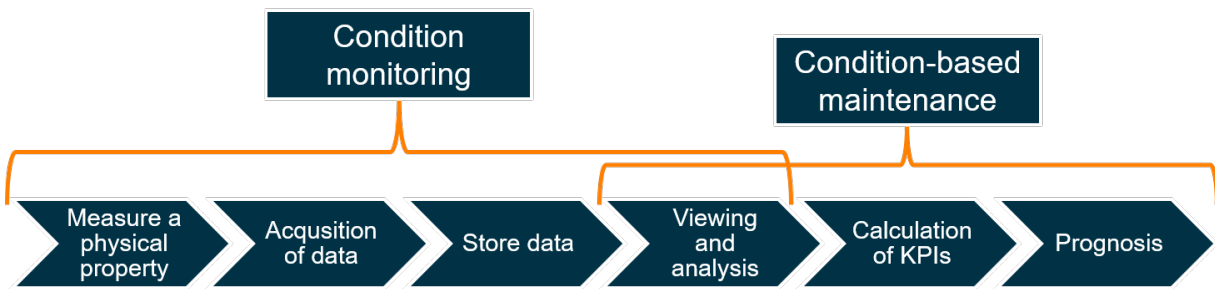 Condition
monitoring
Condition-based
maintenance
Measure a
physical
property
Acqusition
of data
Store data
Viewing
and
analysis
Calculation
of KPIs
Prognosis